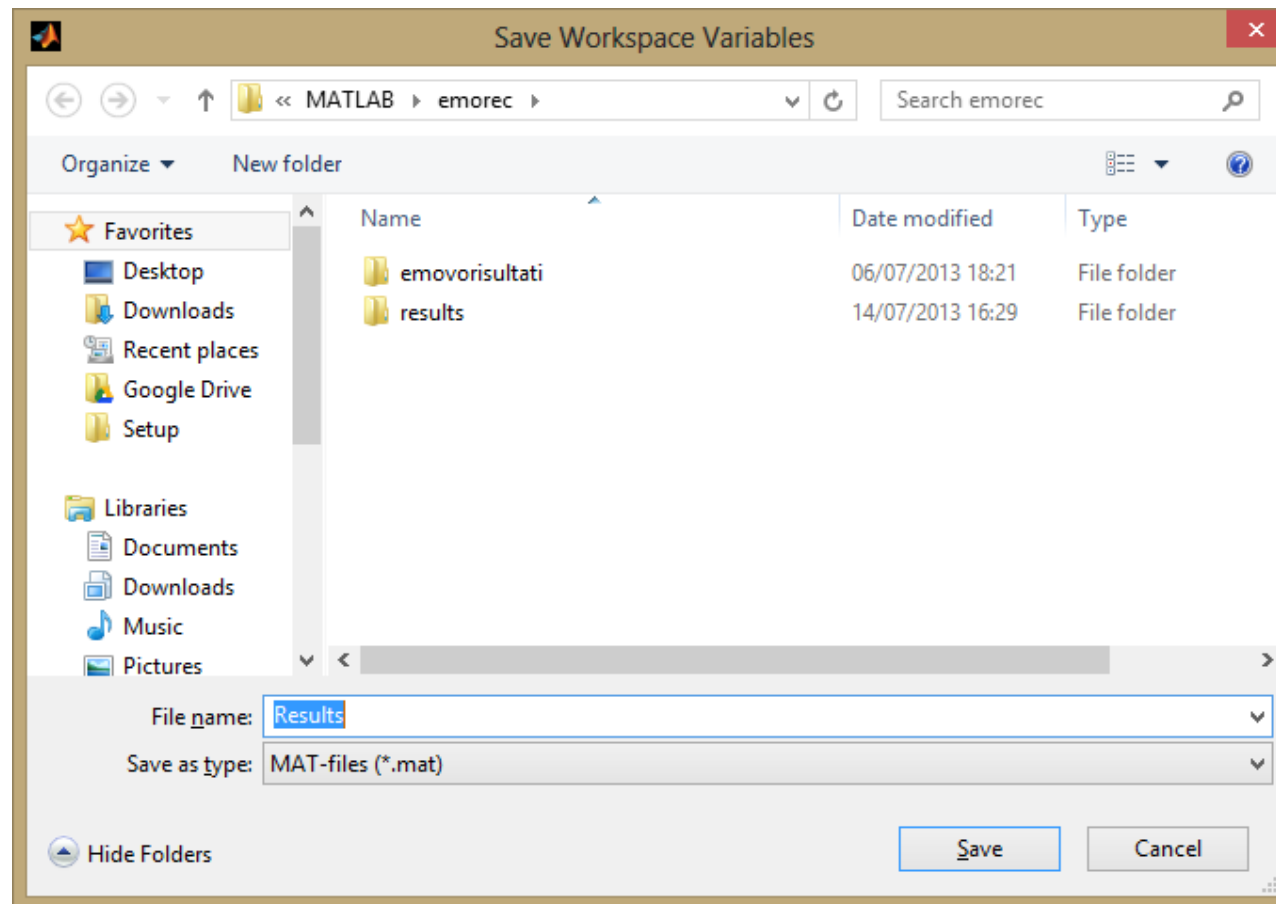 Save Workspace Variables
« MATLAB emorec
Search emorec
Organize New folder
Name Date modified Type
emovorisultati 06/07/2013 18:21 File folder
results 14/07/2013 16:29 File folder
Favorites
Desktop
Downloads
Recent places
Google Drive
Setup
Libraries
Documents
Downloads
Music
Pictures
File name: Results
Save as type: MAT-files (*.mat)
Hide Folders
Save Cancel